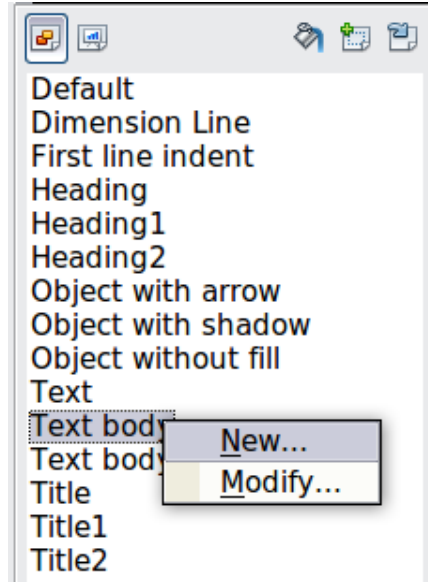 Default
Dimension Line
First line indent
Heading
Heading1
Heading2
Object with arrow
Object with shadow
Object without fill
Text
Text body
New...
Text body
Modify...
Title
Title1
Title2